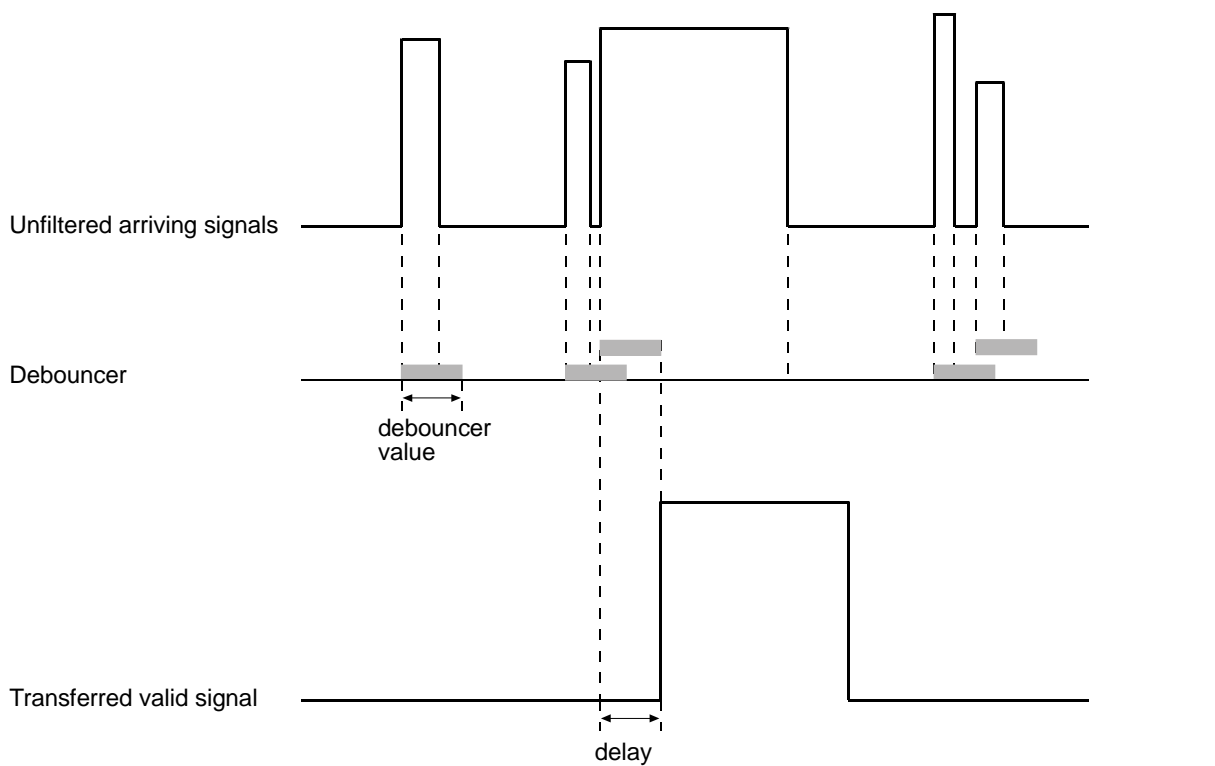 Unfiltered arriving signals
Debouncer
debouncer
value
Transferred valid signal
delay